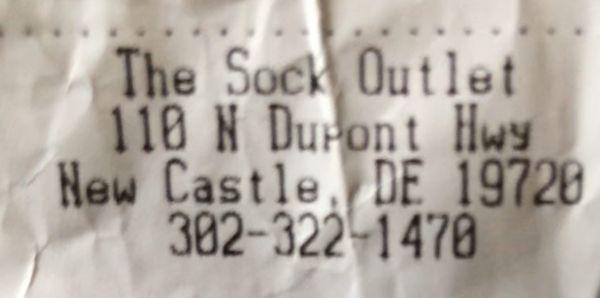 The Sock Outlet
110 N Dupont Hwy
New Castle, DE 19720
302-322-1470